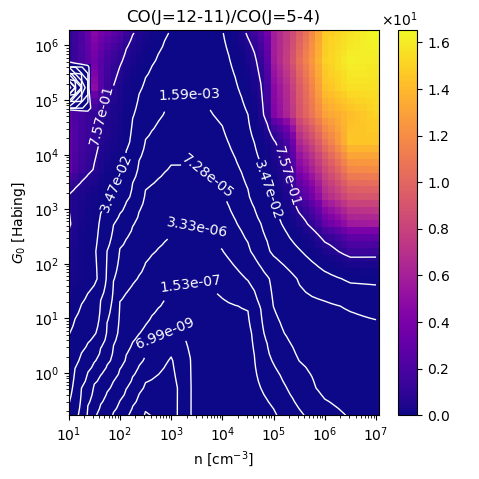 CO(J=12-11)/CO(J=5-4)
×10¹
10⁶
10⁵
10⁴
10³
10²
10¹
10⁰
G₀ [Habing]
1.59e-03
7.57e-01
3.47e-02
7.28e-05
3.47e-02
7.57e-01
3.33e-06
1.53e-07
6.99e-09
1.6
1.4
1.2
1.0
0.8
0.6
0.4
0.2
0.0
10¹ 10² 10³ 10⁴ 10⁵ 10⁶ 10⁷
n [cm⁻³]